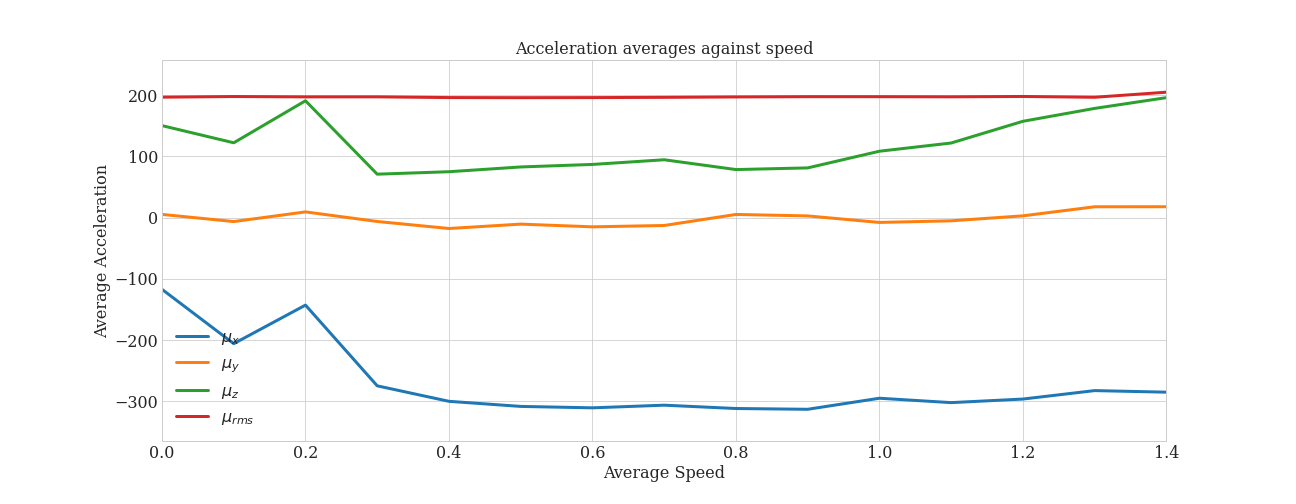 Acceleration averages against speed
Average Acceleration
200
100
0
−100
−200
−300
μx
μy
μz
μrms
0.0 0.2 0.4 0.6 0.8 1.0 1.2 1.4
Average Speed